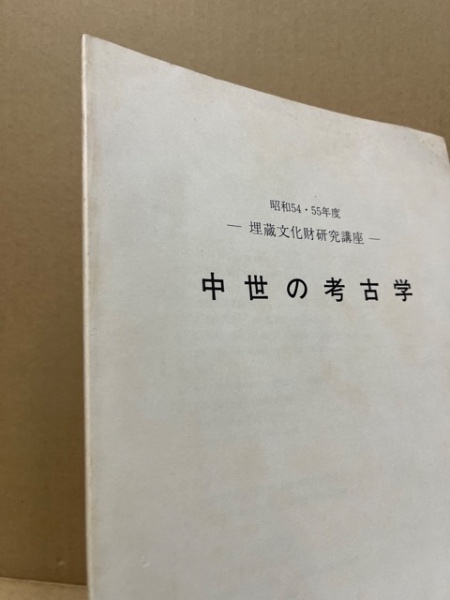 昭和54・55年度
― 埋蔵文化財研究講座 ―
中世の考古学